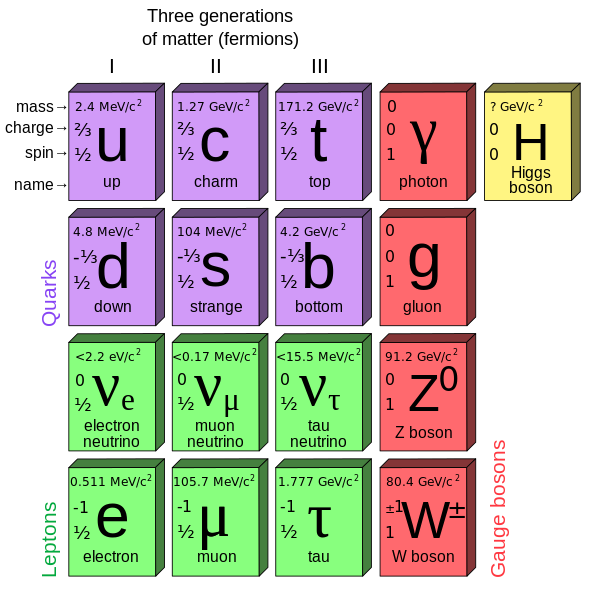 Three generations
of matter (fermions)
I II III
mass→ 2.4 MeV/c² 1.27 GeV/c² 171.2 GeV/c² 0 ? GeV/c²
charge→ ⅔ ⅔ ⅔ 0 0
u c t γ H
spin→ ½ ½ ½ 1 0
name→ up charm top photon Higgs
boson
Quarks
4.8 MeV/c² 104 MeV/c² 4.2 GeV/c² 0
-⅓ -⅓ -⅓ 0
d s b g
½ ½ ½ 1
down strange bottom gluon
<2.2 eV/c² <0.17 MeV/c² <15.5 MeV/c² 91.2 GeV/c²
0 0 0 0
νe νμ ντ Z⁰
½ ½ ½ 1
electron
neutrino
muon
neutrino
tau
neutrino
Z boson
Leptons
0.511 MeV/c² 105.7 MeV/c² 1.777 GeV/c² 80.4 GeV/c²
-1 -1 -1 ±1
e μ τ W±
½ ½ ½ 1
electron muon tau W boson
Gauge bosons